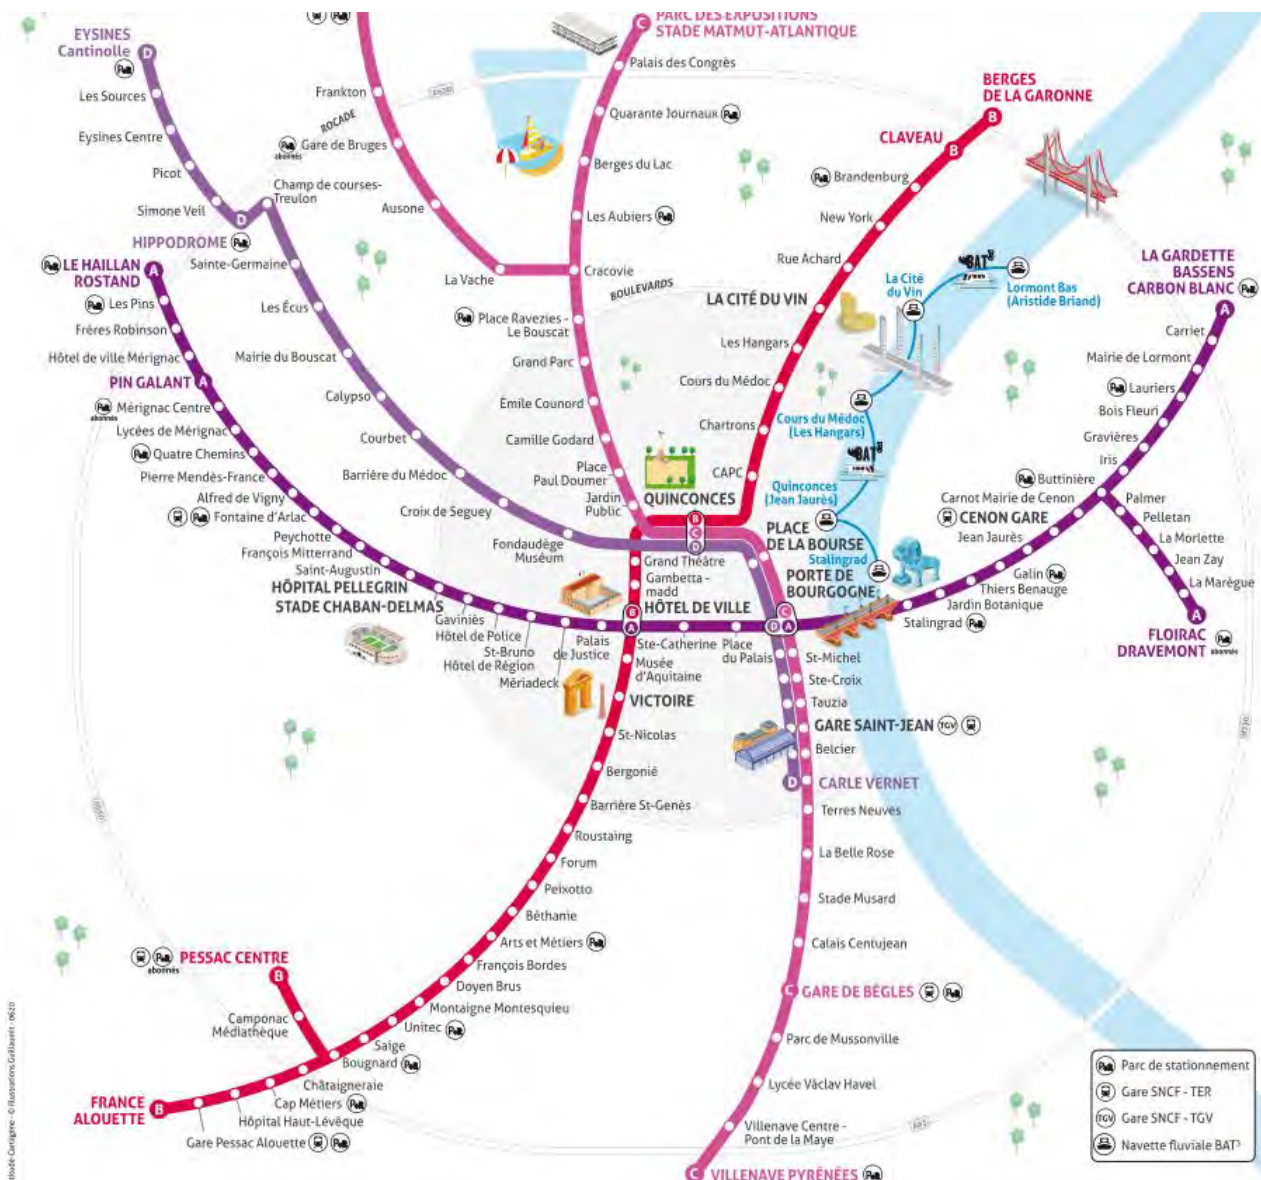 PARC DES EXPOSITIONS
STADE MATMUT-ATLANTIQUE
C
EYSINES
Cantinolle
D
P+R
Les Sources
Eysines Centre
Picot
Simone Veil
D
HIPPODROME P+R
Champ de courses-
Treulon
Sainte-Germaine
Les Écus
Mairie du Bouscat
Calypso
Courbet
Barrière du Médoc
Croix de Seguey
Fondaudège
Muséum
P+R
Frankton
ROCADE
P+R
abonnés
Gare de Bruges
Ausone
La Vache
Palais des Congrès
Quarante Journaux P+R
Berges du Lac
Les Aubiers P+R
Cracovie
BOULEVARDS
P+R Place Ravezies -
Le Bouscat
Grand Parc
Emile Counord
Camille Godard
Place
Paul Doumer
Jardin
Public
BERGES
DE LA GARONNE
B
CLAVEAU
B
P+R Brandenburg
New York
Rue Achard
LA CITÉ DU VIN
Les Hangars
Cours du Médoc
Chartrons
CAPC
QUINCONCES
B
C
D
La Cité
du Vin
BAT3
Lormont Bas
(Aristide Briand)
Cours du Médoc
(Les Hangars)
BAT3
Quinconces
(Jean Jaurès)
Stalingrad
P+R LE HAILLAN
ROSTAND
A
P+R Les Pins
Frères Robinson
Hôtel de ville Mérignac
PIN GALANT A
P+R
abonnés
Mérignac Centre
Lycées de Mérignac
P+R Quatre Chemins
Pierre Mendès-France
Alfred de Vigny
P+R Fontaine d'Arlac
Peychotte
François Mitterrand
Saint-Augustin
HÔPITAL PELLEGRIN
STADE CHABAN-DELMAS
Gaviniès
Hôtel de Police
St-Bruno
Hôtel de Région
Mériadeck
Palais
de Justice
Grand Théâtre
Gambetta -
madd
HÔTEL DE VILLE
B
A
Ste-Catherine
Place
du Palais
PLACE
DE LA BOURSE
PORTE DE
BOURGOGNE
C
D
A
LA GARDETTE
BASSENS
CARBON BLANC P+R
A
Carriet
Mairie de Lormont
P+R Lauriers
Bois Fleuri
Gravières
Iris
P+R Buttinière
Carnot Mairie de Cenon
CENON GARE
Jean Jaurès
Galin P+R
Thiers Benauge
Jardin Botanique
Stalingrad P+R
Palmer
Pelletan
La Morlette
Jean Zay
La Marègue
A
FLOIRAC
DRAVEMONT
P+R
abonnés
Musée
d'Aquitaine
VICTOIRE
St-Nicolas
Bergonié
Barrière St-Genès
Roustaing
Forum
Peixotto
Béthanie
Arts et Métiers P+R
François Bordes
Doyen Brus
Montaigne Montesquieu
Unitec P+R
Saige
Bougnard P+R
Châtaigneraie
Cap Métiers P+R
Hôpital Haut-Lévêque
Gare Pessac Alouette P+R
FRANCE
ALOUETTE
B
P+R
abonnés
PESSAC CENTRE
B
Camponac
Médiathèque
St-Michel
Ste-Croix
Tauzia
GARE SAINT-JEAN TGV
Belcier
D CARLE VERNET
Terres Neuves
La Belle Rose
Stade Musard
Calais Centujean
C GARE DE BÈGLES P+R
Parc de Mussonville
Lycée Vàclav Havel
Villenave Centre -
Pont de la Maye
C VILLENAVE PYRÉNÉES P+R
P+R Parc de stationnement
Gare SNCF - TER
TGV Gare SNCF - TGV
Navette fluviale BAT3